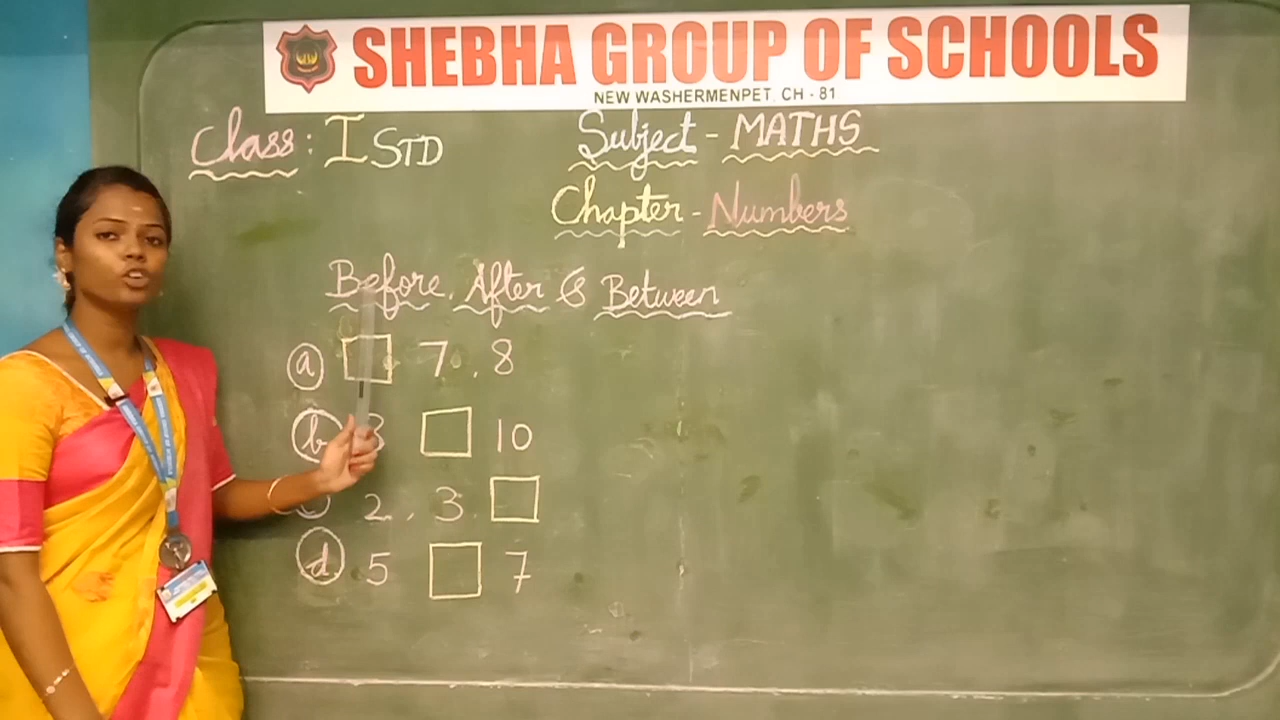 SHEBHA GROUP OF SCHOOLS
NEW WASHERMENPET, CH - 81
Class : I STD
Subject - MATHS
Chapter - Numbers
Before, After & Between
a 7, 8
b 10
2, 3,
d 5 7